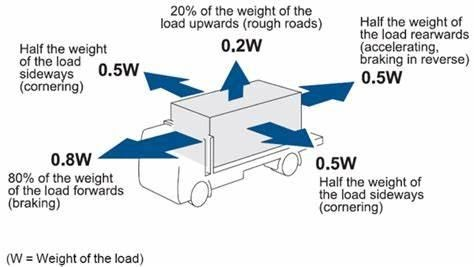 20% of the weight of the
load upwards (rough roads)
0.2W
Half the weight
of the load
sideways
(cornering)
0.5W
Half the weight of
the load rearwards
(accelerating,
braking in reverse)
0.5W
0.8W
80% of the weight
of the load forwards
(braking)
0.5W
Half the weight of
the load sideways
(cornering)
(W = Weight of the load)